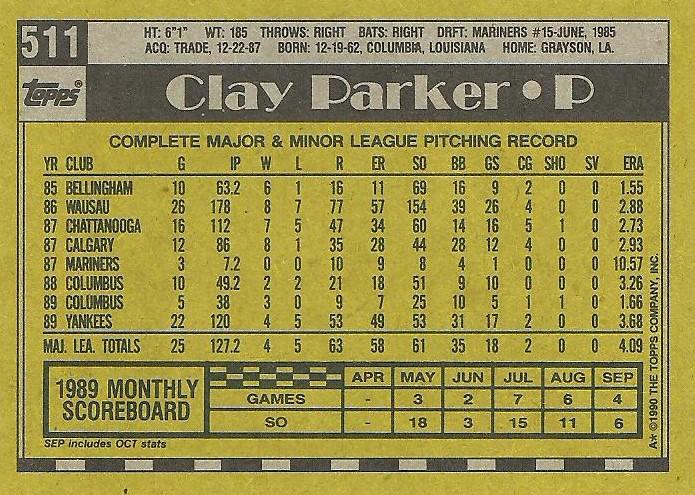 511
HT: 6"1" WT: 185 THROWS: RIGHT BATS: RIGHT DRFT: MARINERS #15-JUNE, 1985
ACQ: TRADE, 12-22-87 BORN: 12-19-62, COLUMBIA, LOUISIANA HOME: GRAYSON, LA.
TOPPS® Clay Parker • P
COMPLETE MAJOR & MINOR LEAGUE PITCHING RECORD
YR CLUB G IP W L R ER SO BB GS CG SHO SV ERA
85 BELLINGHAM 10 63.2 6 1 16 11 69 16 9 2 0 0 1.55
86 WAUSAU 26 178 8 7 77 57 154 39 26 4 0 0 2.88
87 CHATTANOOGA 16 112 7 5 47 34 60 14 16 5 1 0 2.73
87 CALGARY 12 86 8 1 35 28 44 28 12 4 0 0 2.93
87 MARINERS 3 7.2 0 0 10 9 8 4 1 0 0 0 10.57
88 COLUMBUS 10 49.2 2 2 21 18 51 9 10 0 0 0 3.26
89 COLUMBUS 5 38 3 0 9 7 25 10 5 1 1 0 1.66
89 YANKEES 22 120 4 5 53 49 53 31 17 2 0 0 3.68
MAJ. LEA. TOTALS 25 127.2 4 5 63 58 61 35 18 2 0 0 4.09
1989 MONTHLY
SCOREBOARD
APR MAY JUN JUL AUG SEP
GAMES - 3 2 7 6 4
SO - 18 3 15 11 6
SEP includes OCT stats
A* ©1990 THE TOPPS COMPANY, INC.